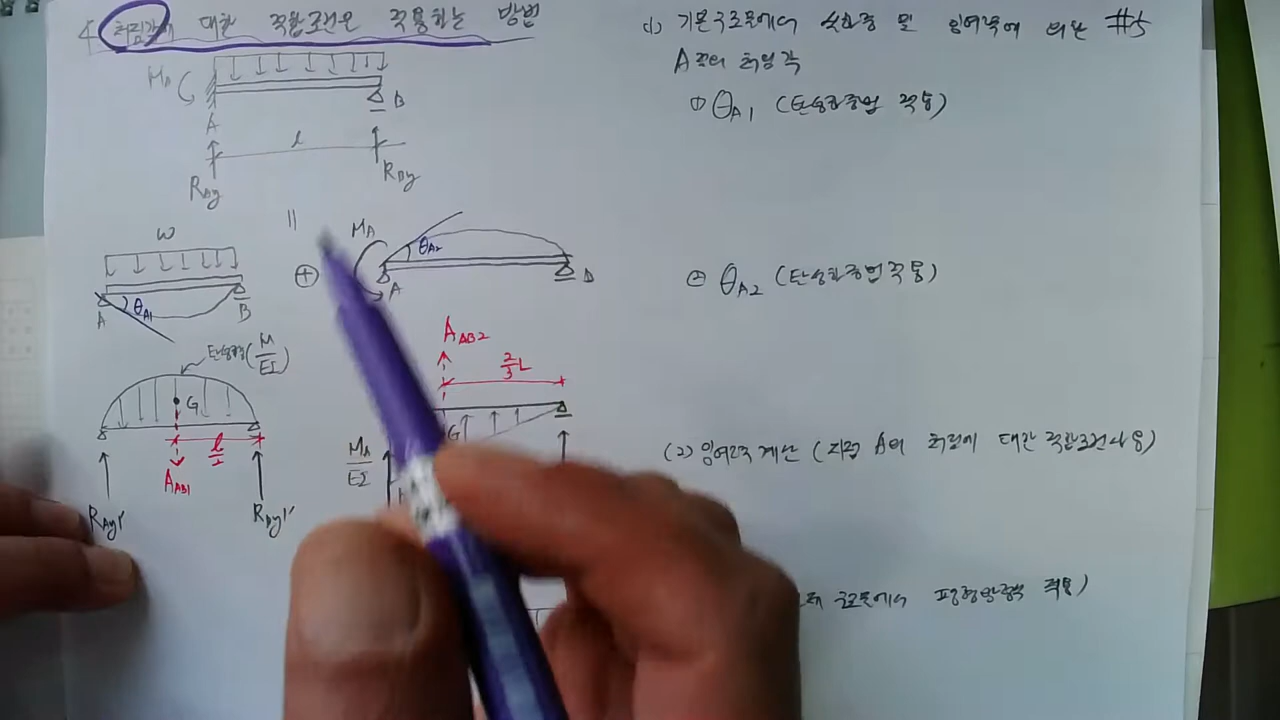 4. 처짐각에 대한 적합조건은 적용하는 방법
M_A
A
B
l
R_Ay
R_By
=
w
θ_A1
A
B
탄성하중(M/EI)
G
l/2
A_AB1
R_Ay1'
R_By1'
⊕
M_A
θ_A2
A
B
A_AB2
2/3 L
G
M_A/EI
#5
(1) 기본구조물에서 실하중 및 잉여력에 의한
A점의 처짐각
① θ_A1 (탄성하중법 적용)
② θ_A2 (탄성하중법 적용)
(2) 잉여력 계산 (지점 A의 처짐에 대한 적합조건사용)
구조물에서 평형방정식 적용)